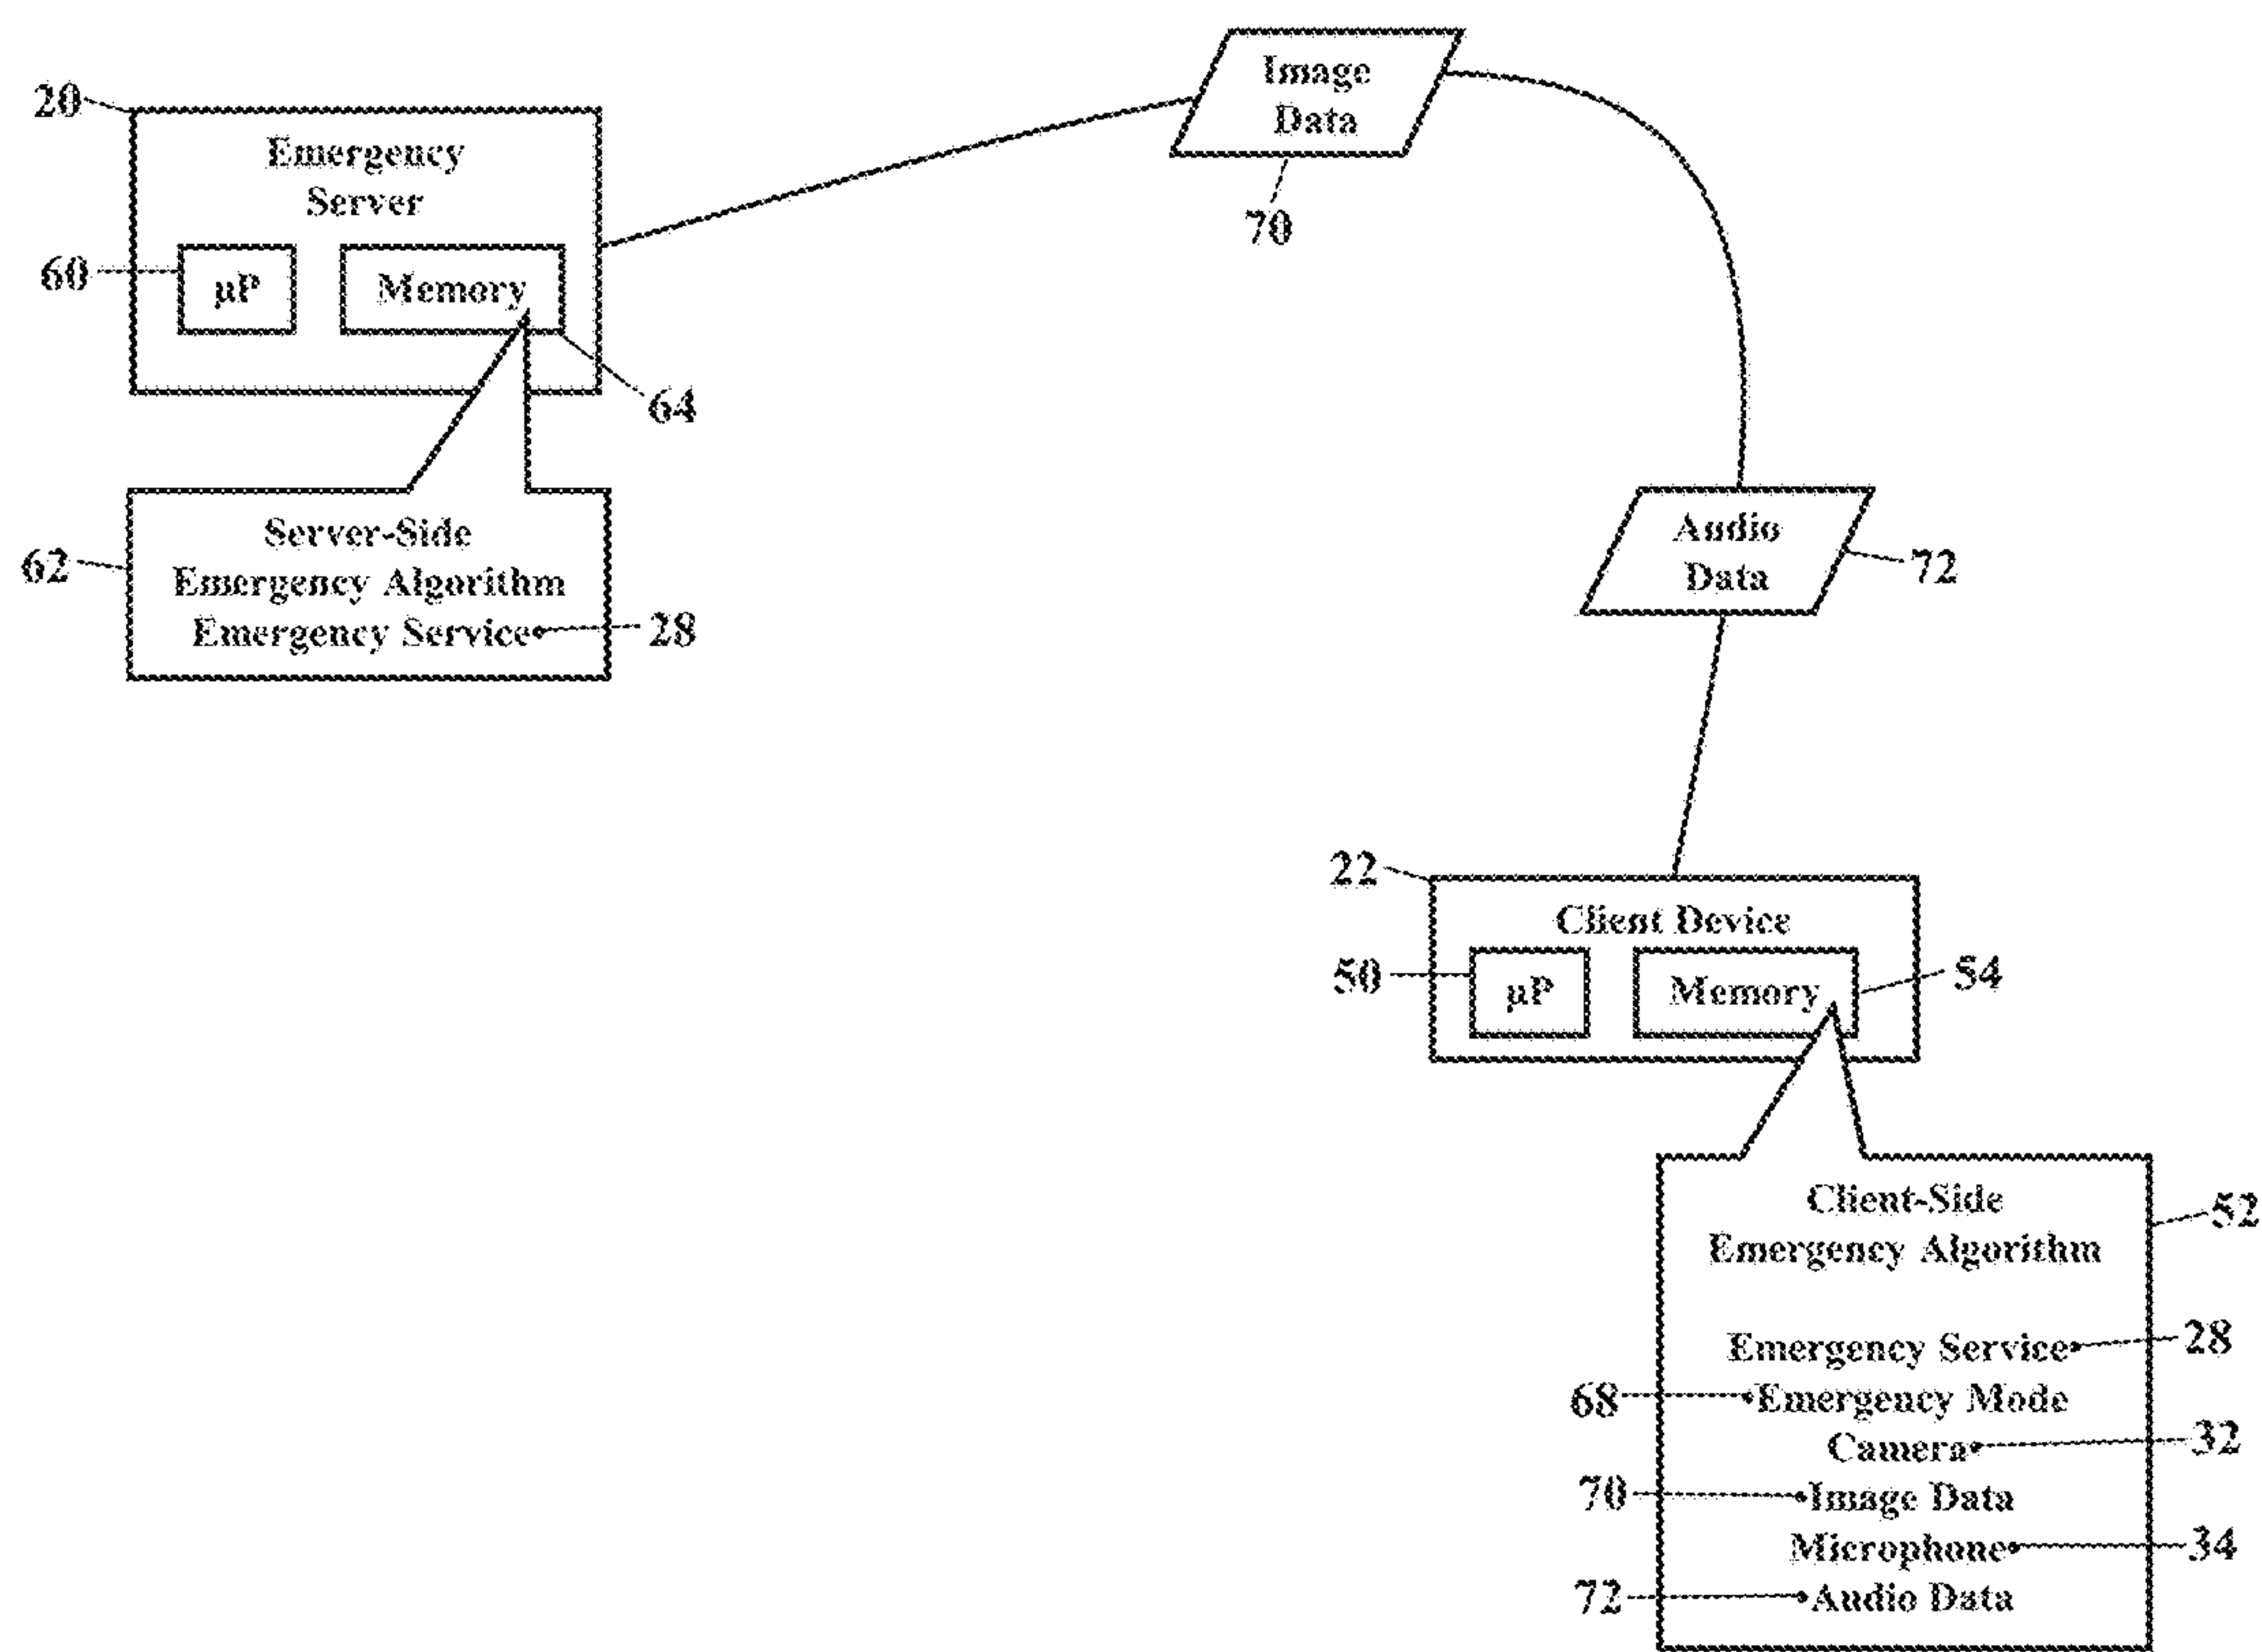 20
Emergency
Server
60
µP
Memory
64
62
Server-Side
Emergency Algorithm
Emergency Service
28
Image
Data
70
Audio
Data
72
22
Client Device
50
µP
Memory
54
Client-Side
Emergency Algorithm
52
Emergency Service
28
68
Emergency Mode
Camera
32
70
Image Data
Microphone
34
72
Audio Data